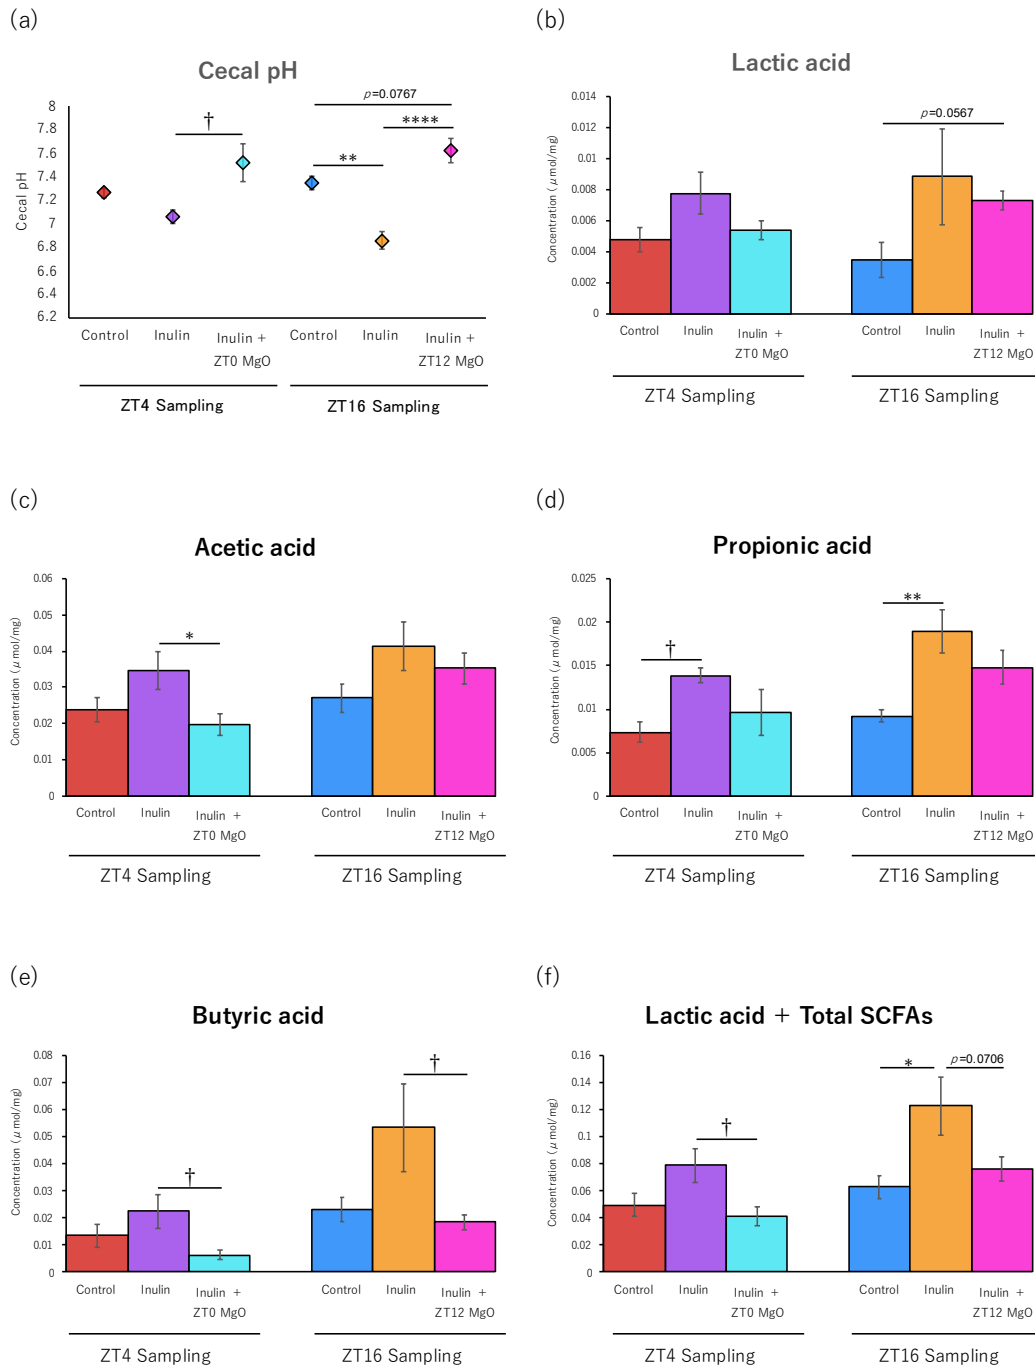 (a)
Cecal pH
p=0.0767
†
****
**
Cecal pH
8
7.8
7.6
7.4
7.2
7
6.8
6.6
6.4
6.2
Control
Inulin
Inulin +
ZT0 MgO
Control
Inulin
Inulin +
ZT12 MgO
ZT4 Sampling
ZT16 Sampling
(b)
Lactic acid
p=0.0567
Concentration (μmol/mg)
0.014
0.012
0.01
0.008
0.006
0.004
0.002
0
Control
Inulin
Inulin +
ZT0 MgO
Control
Inulin
Inulin +
ZT12 MgO
ZT4 Sampling
ZT16 Sampling
(c)
Acetic acid
*
Concentration (μmol/mg)
0.06
0.05
0.04
0.03
0.02
0.01
0
Control
Inulin
Inulin +
ZT0 MgO
Control
Inulin
Inulin +
ZT12 MgO
ZT4 Sampling
ZT16 Sampling
(d)
Propionic acid
†
**
Concentration (μmol/mg)
0.025
0.02
0.015
0.01
0.005
0
Control
Inulin
Inulin +
ZT0 MgO
Control
Inulin
Inulin +
ZT12 MgO
ZT4 Sampling
ZT16 Sampling
(e)
Butyric acid
†
†
Concentration (μmol/mg)
0.08
0.07
0.06
0.05
0.04
0.03
0.02
0.01
0
Control
Inulin
Inulin +
ZT0 MgO
Control
Inulin
Inulin +
ZT12 MgO
ZT4 Sampling
ZT16 Sampling
(f)
Lactic acid + Total SCFAs
†
*
p=0.0706
Concentration (μmol/mg)
0.16
0.14
0.12
0.1
0.08
0.06
0.04
0.02
0
Control
Inulin
Inulin +
ZT0 MgO
Control
Inulin
Inulin +
ZT12 MgO
ZT4 Sampling
ZT16 Sampling